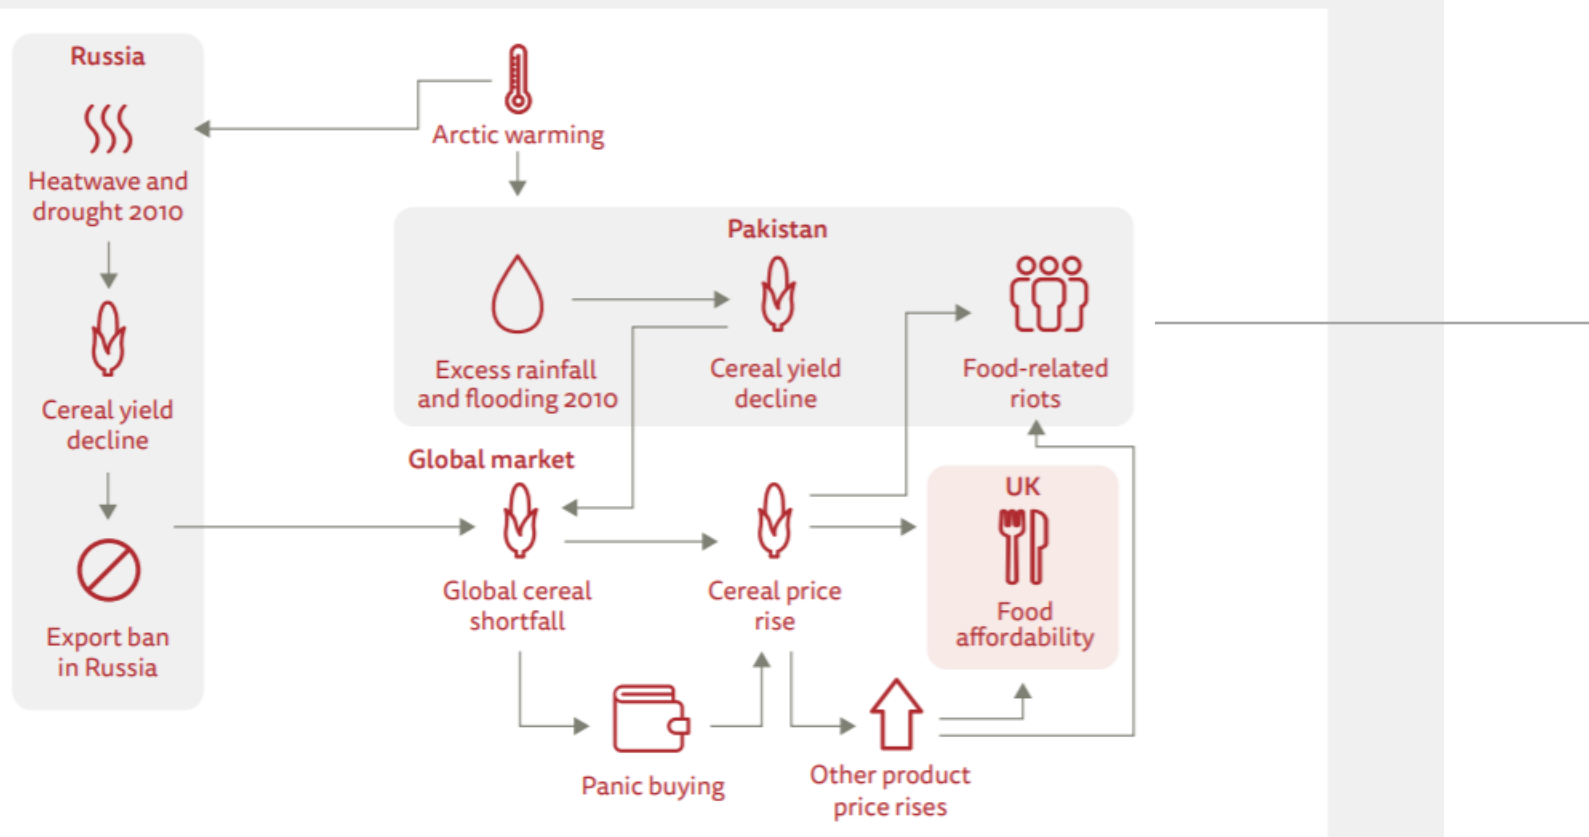 Russia
Heatwave and
drought 2010
Cereal yield
decline
Export ban
in Russia
Arctic warming
Pakistan
Excess rainfall
and flooding 2010
Cereal yield
decline
Food-related
riots
Global market
Global cereal
shortfall
Cereal price
rise
UK
Food
affordability
Panic buying
Other product
price rises